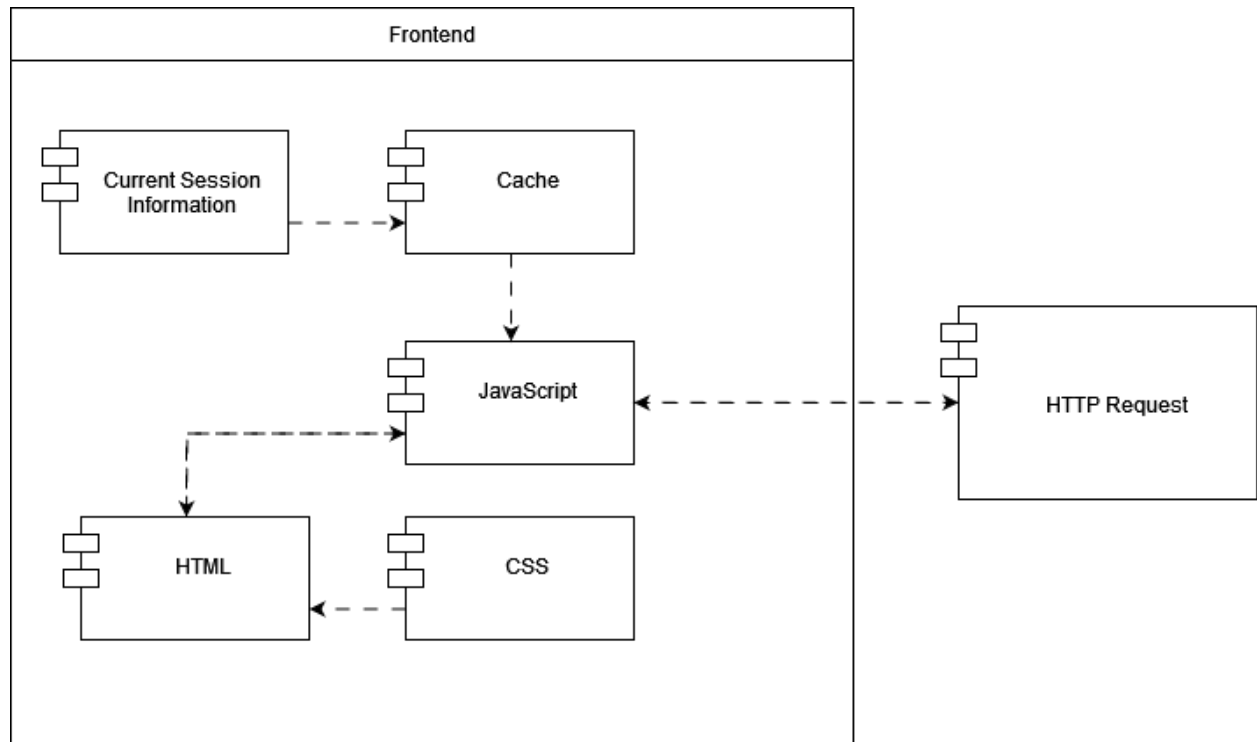 Frontend
Current Session
Information
Cache
JavaScript
HTTP Request
HTML
CSS